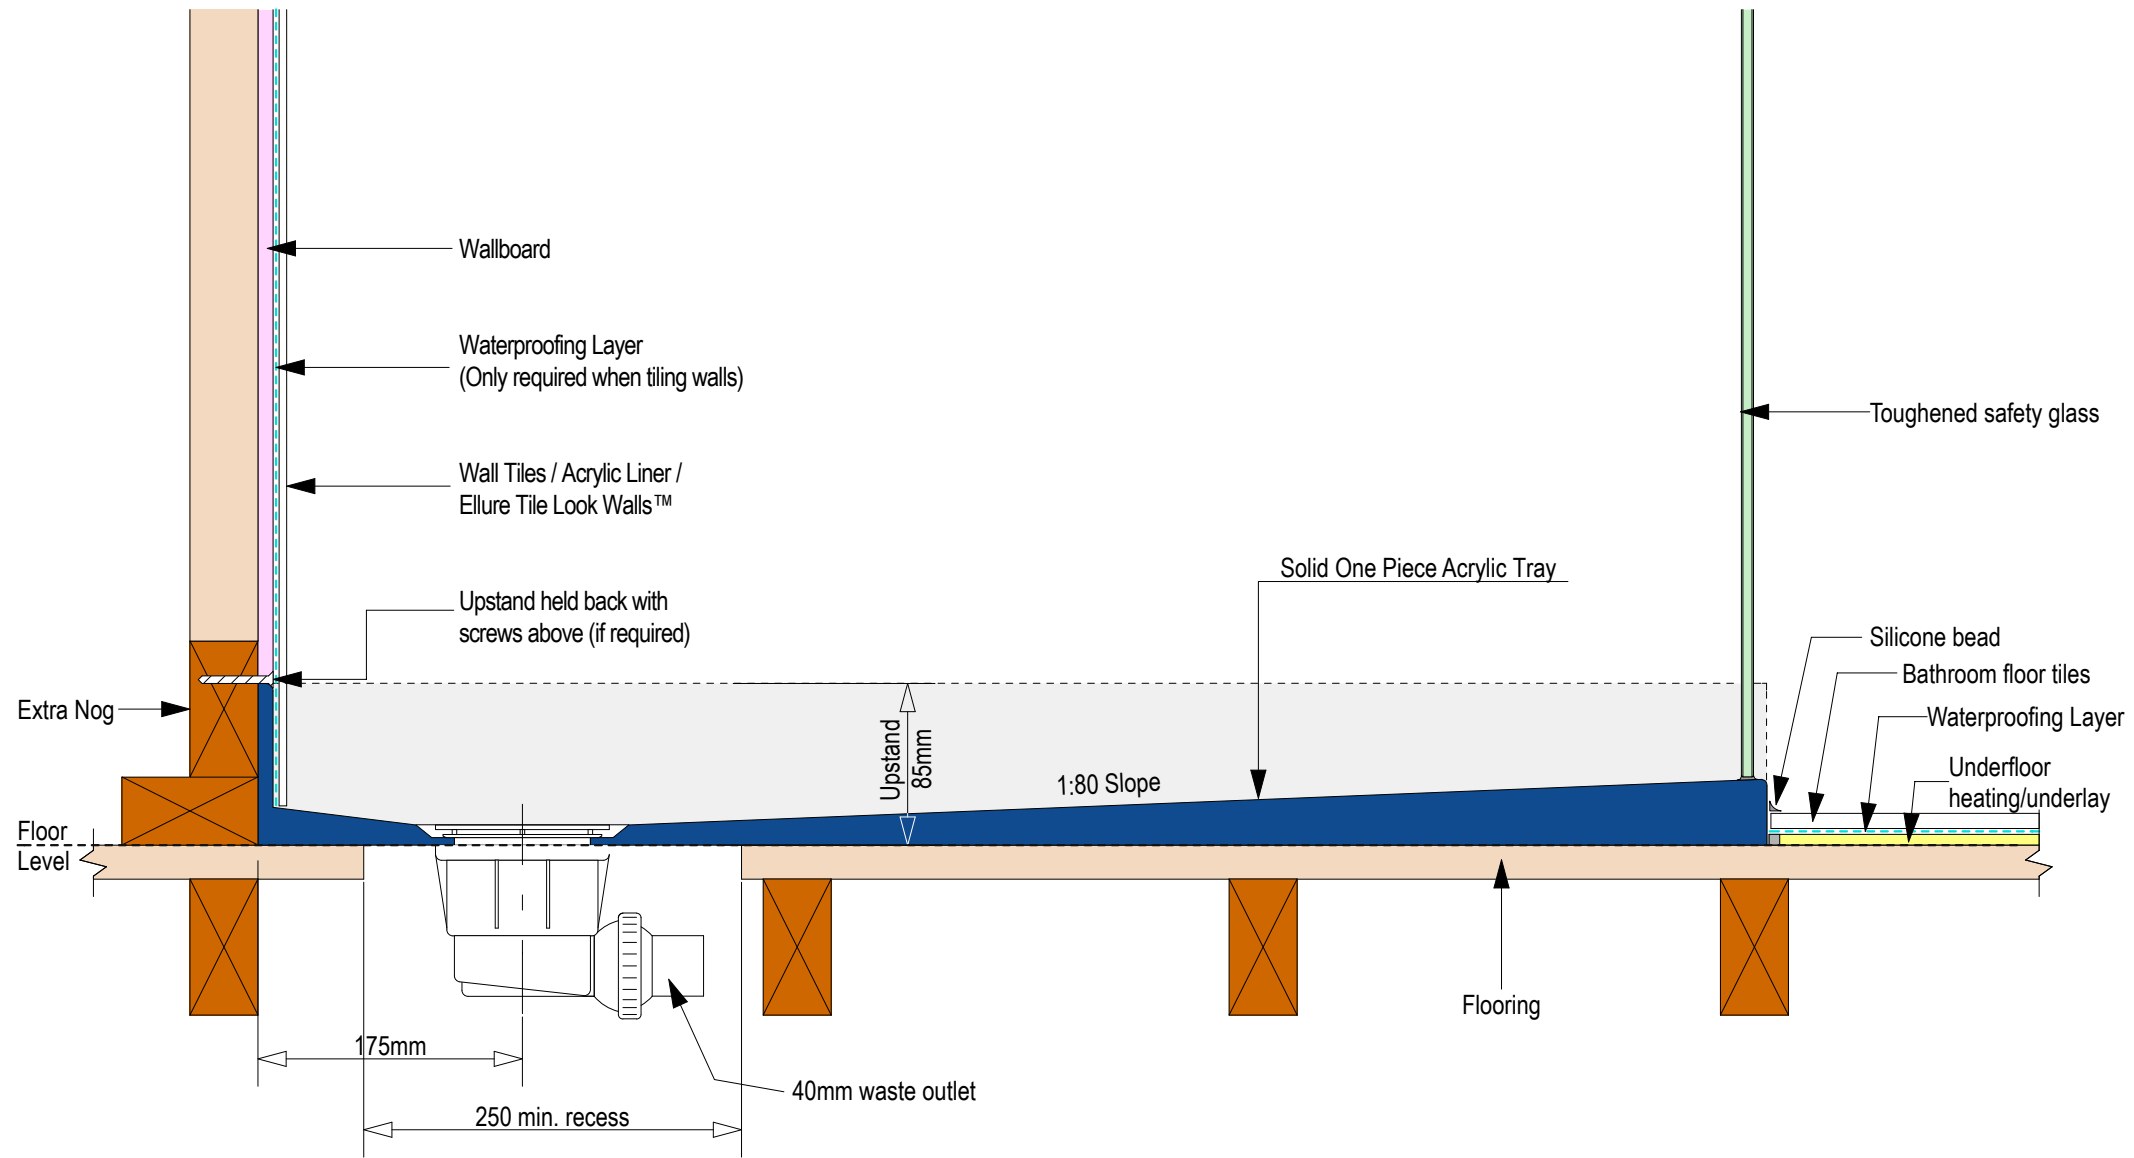 Wallboard
Waterproofing Layer
(Only required when tiling walls)
Toughened safety glass
Wall Tiles / Acrylic Liner /
Ellure Tile Look Walls™
Solid One Piece Acrylic Tray
Upstand held back with
screws above (if required)
Silicone bead
Bathroom floor tiles
Extra Nog
Waterproofing Layer
Upstand
85mm
1:80 Slope
Underfloor
heating/underlay
Floor
Level
Flooring
175mm
40mm waste outlet
250 min. recess